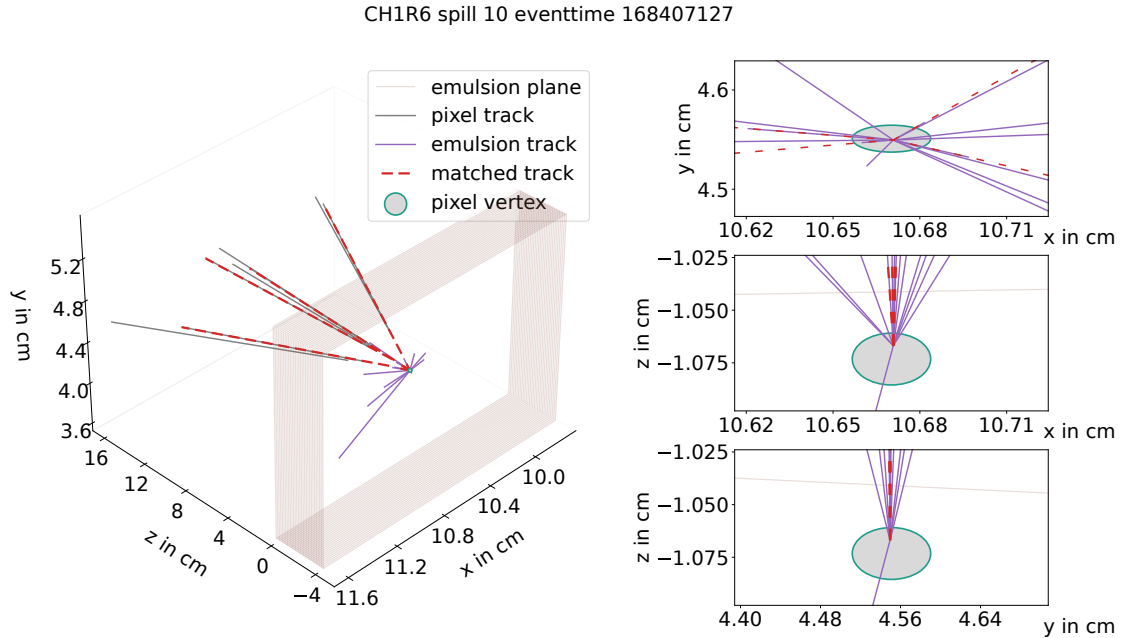 CH1R6 spill 10 eventtime 168407127
emulsion plane
pixel track
emulsion track
matched track
pixel vertex
y in cm
5.2
4.8
4.4
4.0
3.6
z in cm
16
12
8
4
0
−4
x in cm
11.6
11.2
10.8
10.4
10.0
y in cm
4.6
4.5
10.62
10.65
10.68
10.71
x in cm
z in cm
−1.025
−1.050
−1.075
10.62
10.65
10.68
10.71
x in cm
z in cm
−1.025
−1.050
−1.075
4.40
4.48
4.56
4.64
y in cm